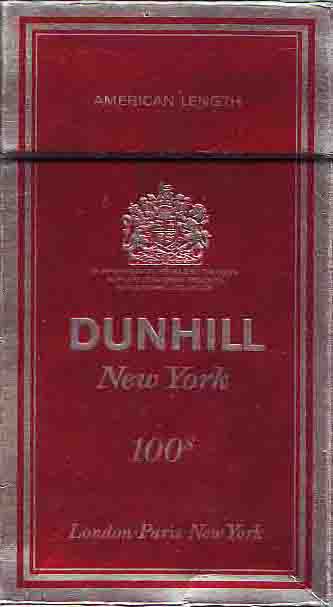 AMERICAN LENGTH
DUNHILL
New York
100s
London·Paris·New York